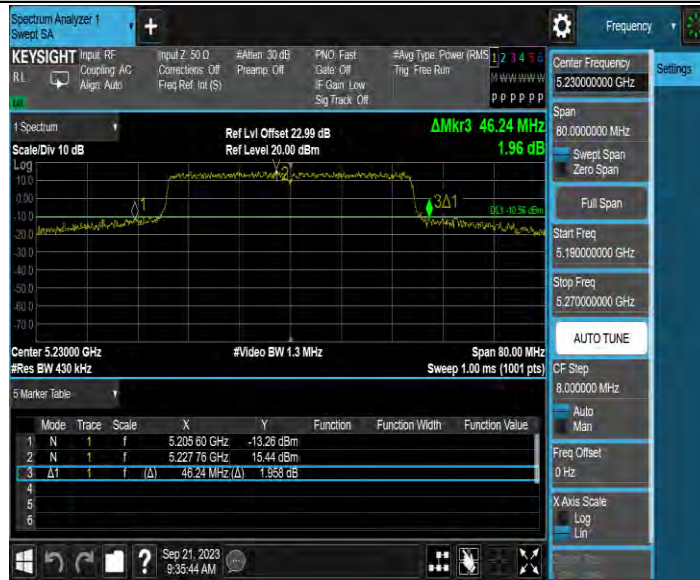 Spectrum Analyzer 1
Swept SA
+
Frequency
KEYSIGHT
RL
Input: RF
Coupling: AC
Align: Auto
Input Z: 50 Ω
Corrections: Off
Freq Ref: Int (S)
#Atten: 30 dB
Preamp: Off
PNO: Fast
Gate: Off
IF Gain: Low
Sig Track: Off
#Avg Type: Power (RMS
Trig: Free Run
1 2 3 4 5 6
M W W W W W
P P P P P P
1 Spectrum
Scale/Div 10 dB
Ref Lvl Offset 22.99 dB
Ref Level 20.00 dBm
ΔMkr3 46.24 MHz
1.96 dB
Log
10.0
0.00
-10.0
-20.0
-30.0
-40.0
-50.0
-60.0
-70.0
1
2
3Δ1
DL1 -10.56 dBm
Center 5.23000 GHz
#Res BW 430 kHz
#Video BW 1.3 MHz
Span 80.00 MHz
Sweep 1.00 ms (1001 pts)
5 Marker Table
Mode Trace Scale X Y Function Function Width Function Value
1 N 1 f 5.205 60 GHz -13.26 dBm
2 N 1 f 5.227 76 GHz 15.44 dBm
3 Δ1 1 f (Δ) 46.24 MHz (Δ) 1.958 dB
4
5
6
Sep 21, 2023
9:35:44 AM
Center Frequency
5.230000000 GHz
Settings
Span
80.0000000 MHz
Swept Span
Zero Span
Full Span
Start Freq
5.190000000 GHz
Stop Freq
5.270000000 GHz
AUTO TUNE
CF Step
8.000000 MHz
Auto
Man
Freq Offset
0 Hz
X Axis Scale
Log
Lin